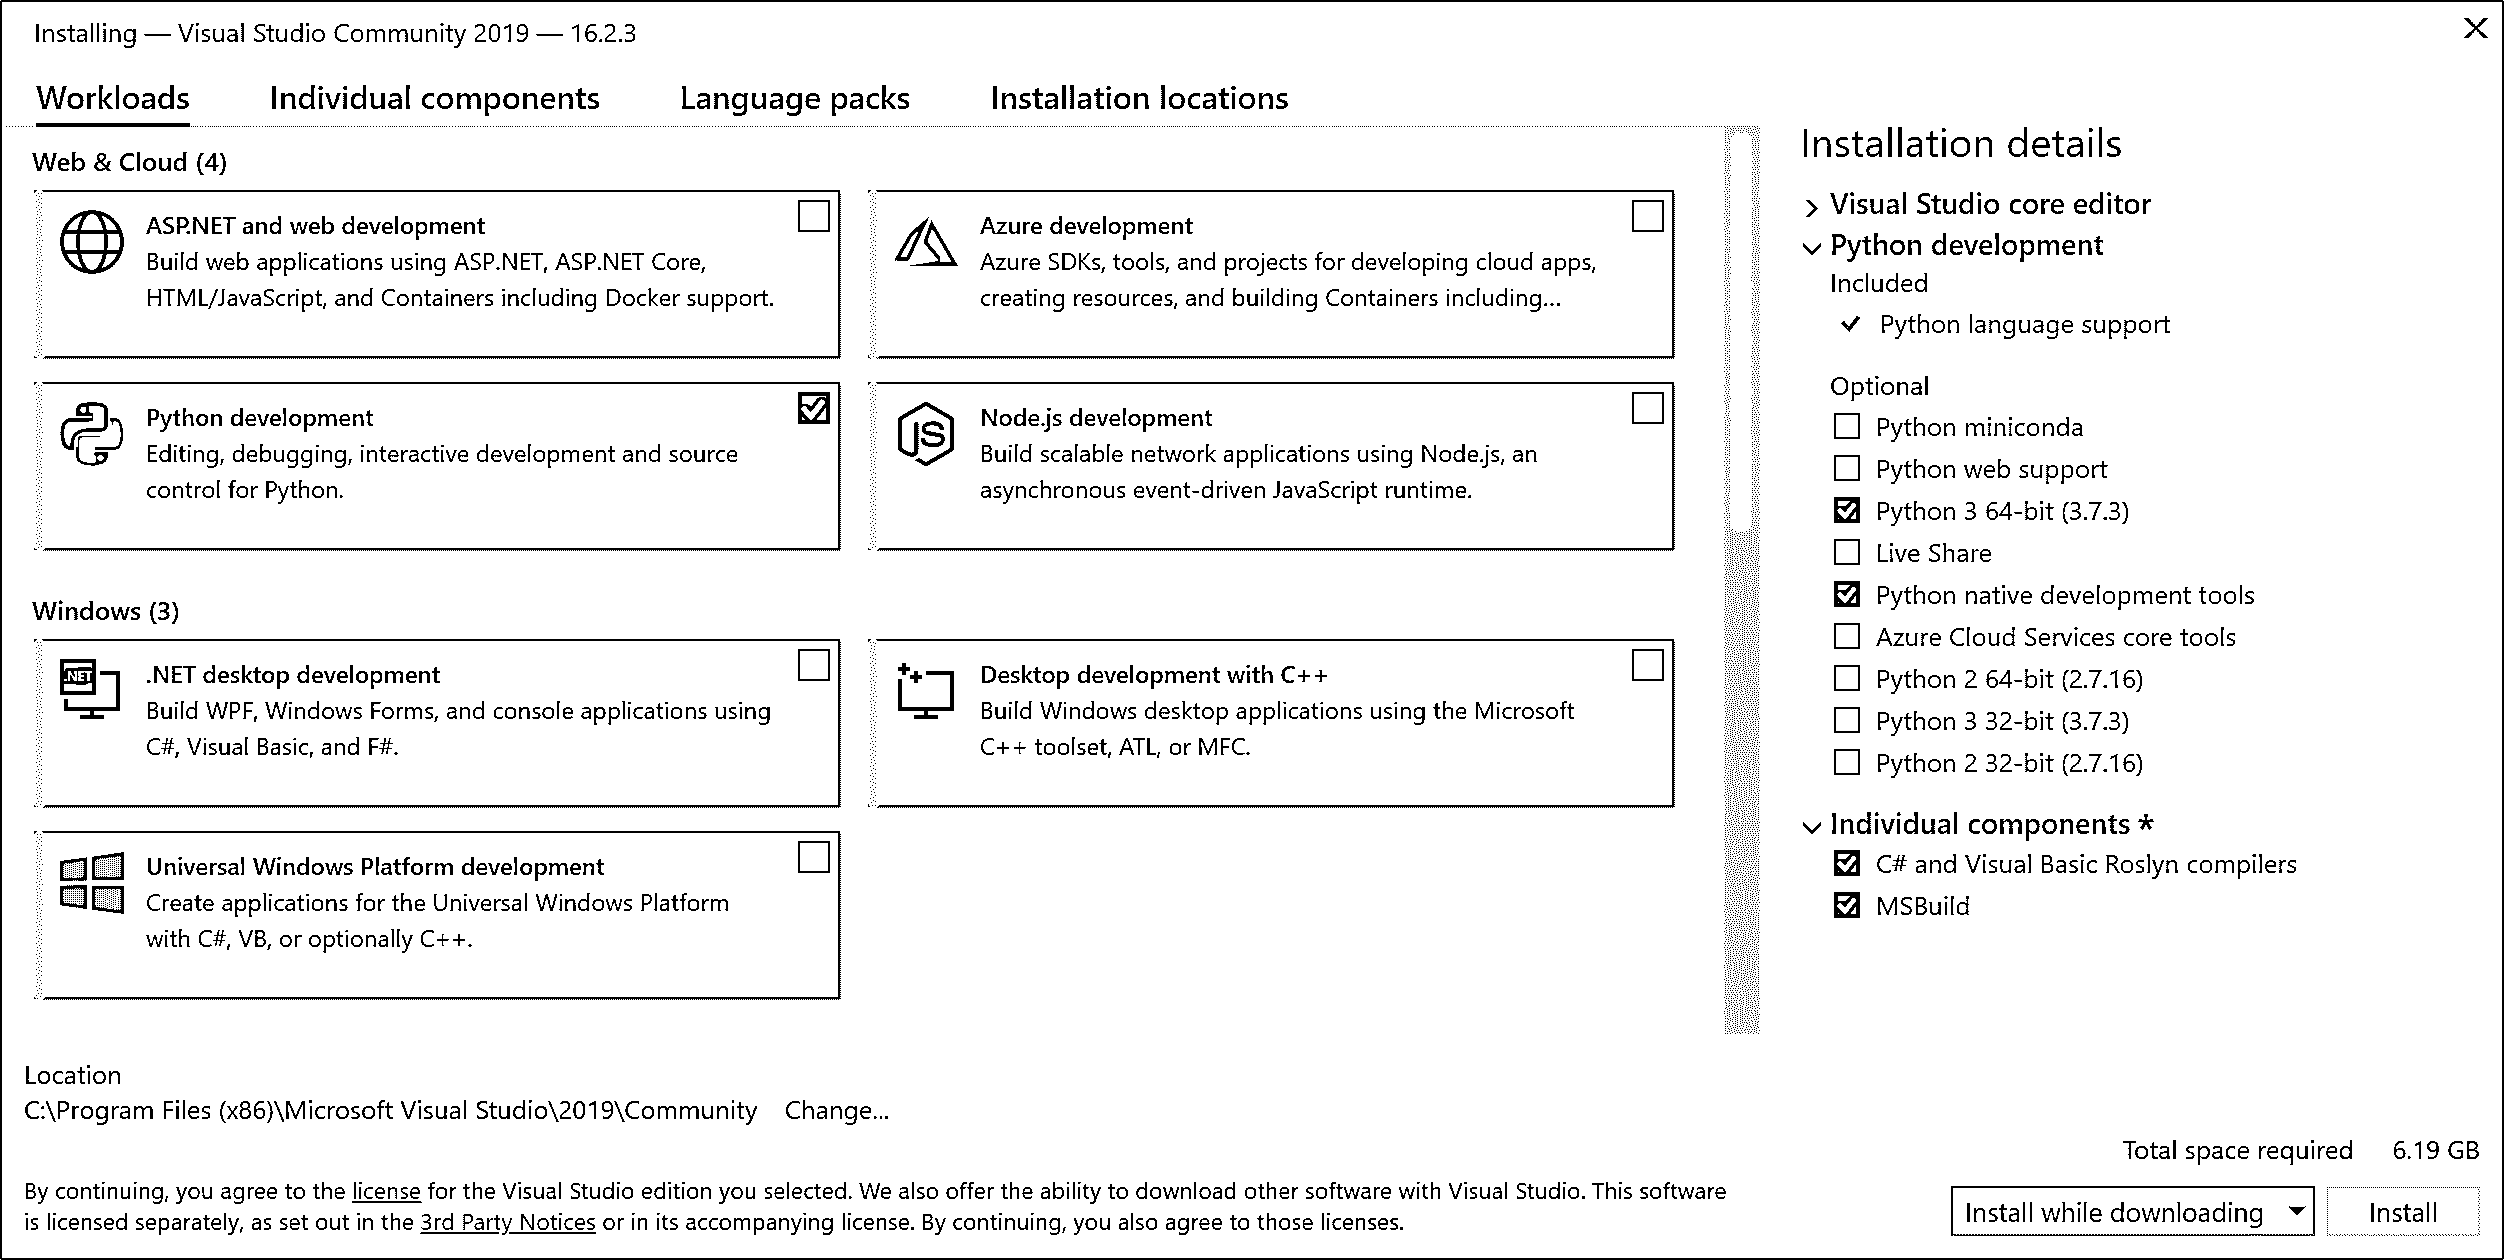 Installing — Visual Studio Community 2019 — 16.2.3
Workloads
Individual components
Language packs
Installation locations
Web & Cloud (4)
ASP.NET and web development
Build web applications using ASP.NET, ASP.NET Core,
HTML/JavaScript, and Containers including Docker support.
Azure development
Azure SDKs, tools, and projects for developing cloud apps,
creating resources, and building Containers including...
Python development
Editing, debugging, interactive development and source
control for Python.
JS
Node.js development
Build scalable network applications using Node.js, an
asynchronous event-driven JavaScript runtime.
Windows (3)
.NET
.NET desktop development
Build WPF, Windows Forms, and console applications using
C#, Visual Basic, and F#.
Desktop development with C++
Build Windows desktop applications using the Microsoft
C++ toolset, ATL, or MFC.
Universal Windows Platform development
Create applications for the Universal Windows Platform
with C#, VB, or optionally C++.
Installation details
Visual Studio core editor
Python development
Included
Python language support
Optional
Python miniconda
Python web support
Python 3 64-bit (3.7.3)
Live Share
Python native development tools
Azure Cloud Services core tools
Python 2 64-bit (2.7.16)
Python 3 32-bit (3.7.3)
Python 2 32-bit (2.7.16)
Individual components *
C# and Visual Basic Roslyn compilers
MSBuild
Location
C:\Program Files (x86)\Microsoft Visual Studio\2019\Community Change...
Total space required 6.19 GB
By continuing, you agree to the license for the Visual Studio edition you selected. We also offer the ability to download other software with Visual Studio. This software
is licensed separately, as set out in the 3rd Party Notices or in its accompanying license. By continuing, you also agree to those licenses.
Install while downloading
Install